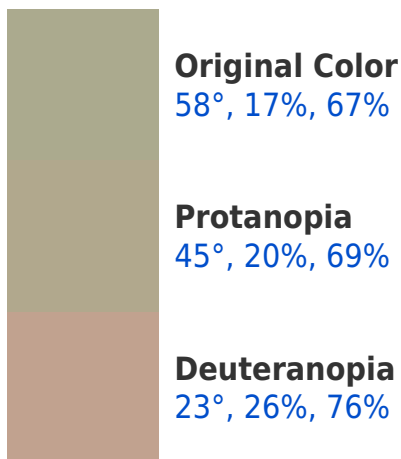 Original Color
58°, 17%, 67%
Protanopia
45°, 20%, 69%
Deuteranopia
23°, 26%, 76%